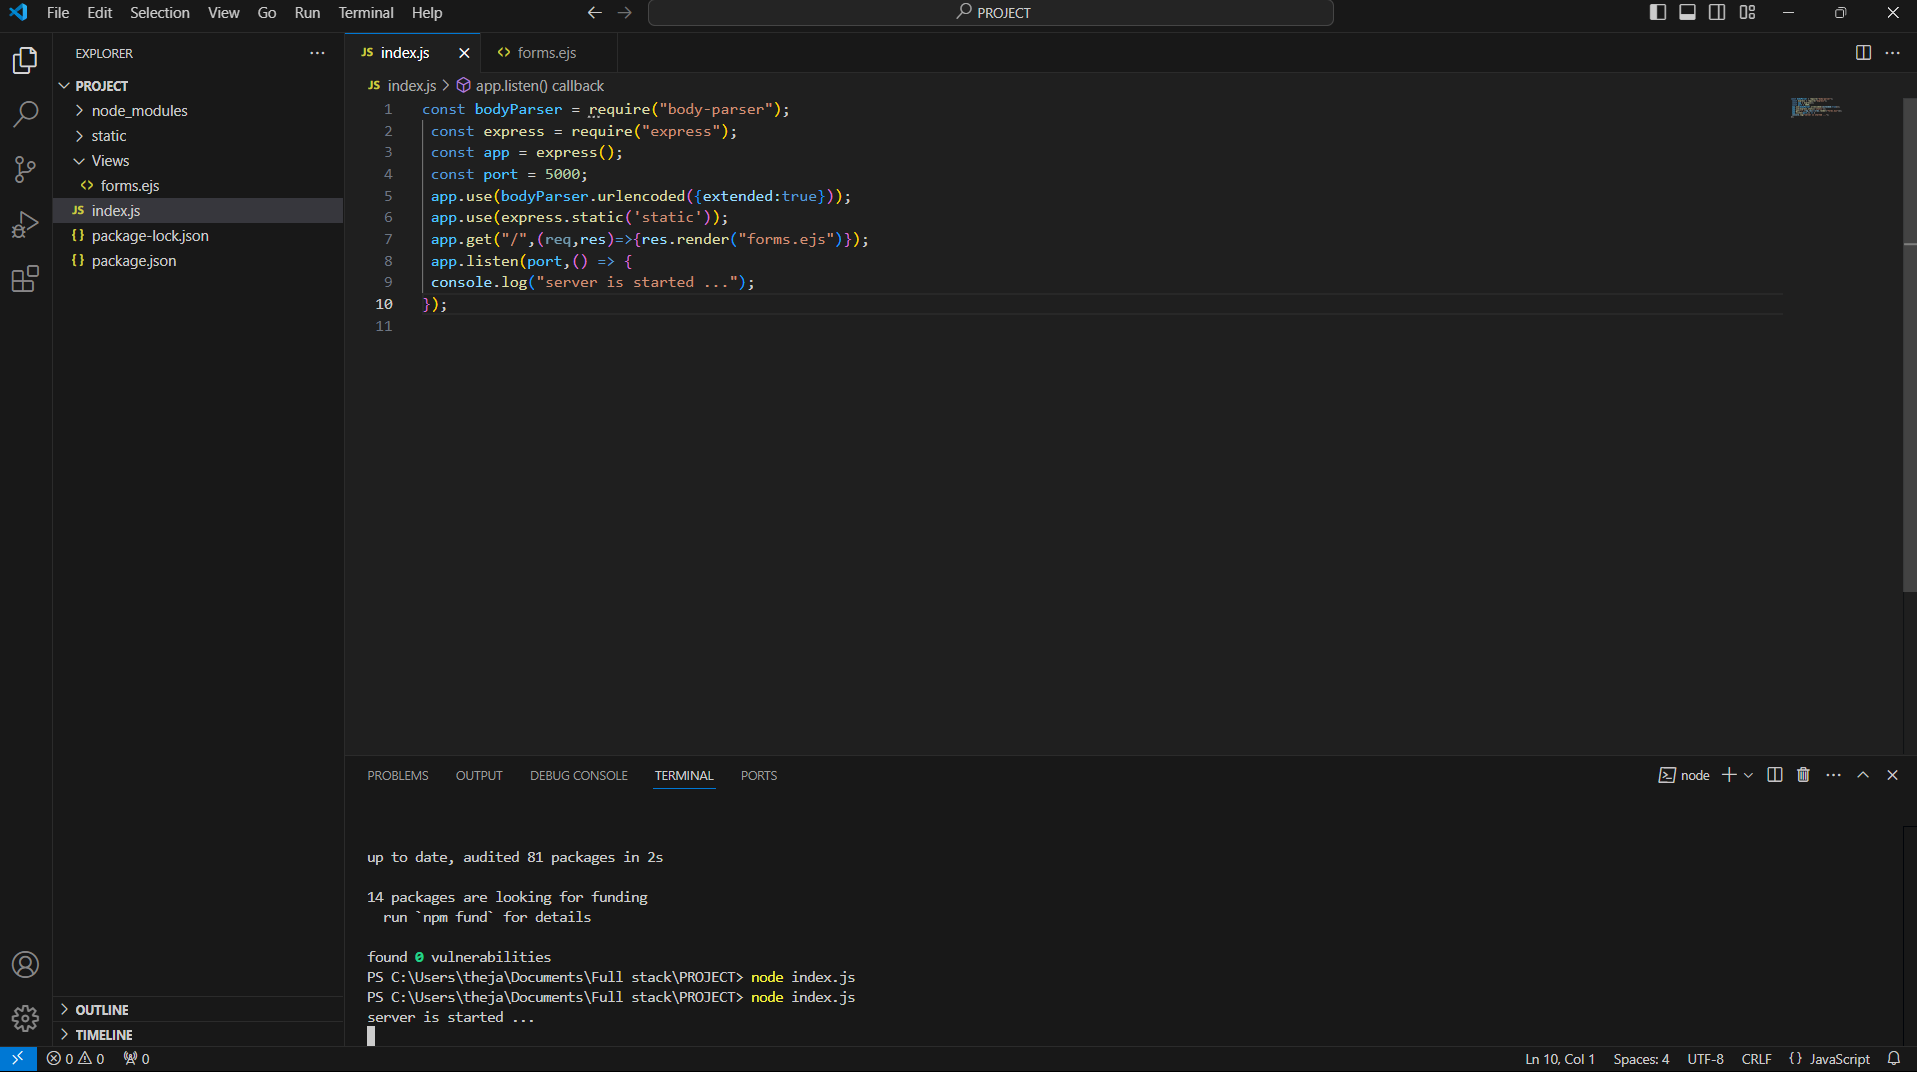 File Edit Selection View Go Run Terminal Help
PROJECT
EXPLORER
PROJECT
node_modules
static
Views
forms.ejs
JS index.js
{} package-lock.json
{} package.json
OUTLINE
TIMELINE
JS index.js
forms.ejs
JS index.js > app.listen() callback
1 const bodyParser = require("body-parser");
2 const express = require("express");
3 const app = express();
4 const port = 5000;
5 app.use(bodyParser.urlencoded({extended:true}));
6 app.use(express.static('static'));
7 app.get("/",(req,res)=>{res.render("forms.ejs")});
8 app.listen(port,() => {
9 console.log("server is started ...");
10 });
11
PROBLEMS OUTPUT DEBUG CONSOLE TERMINAL PORTS
node
up to date, audited 81 packages in 2s
14 packages are looking for funding
run `npm fund` for details
found 0 vulnerabilities
PS C:\Users\theja\Documents\Full stack\PROJECT> node index.js
PS C:\Users\theja\Documents\Full stack\PROJECT> node index.js
server is started ...
0 0 0
Ln 10, Col 1 Spaces: 4 UTF-8 CRLF {} JavaScript